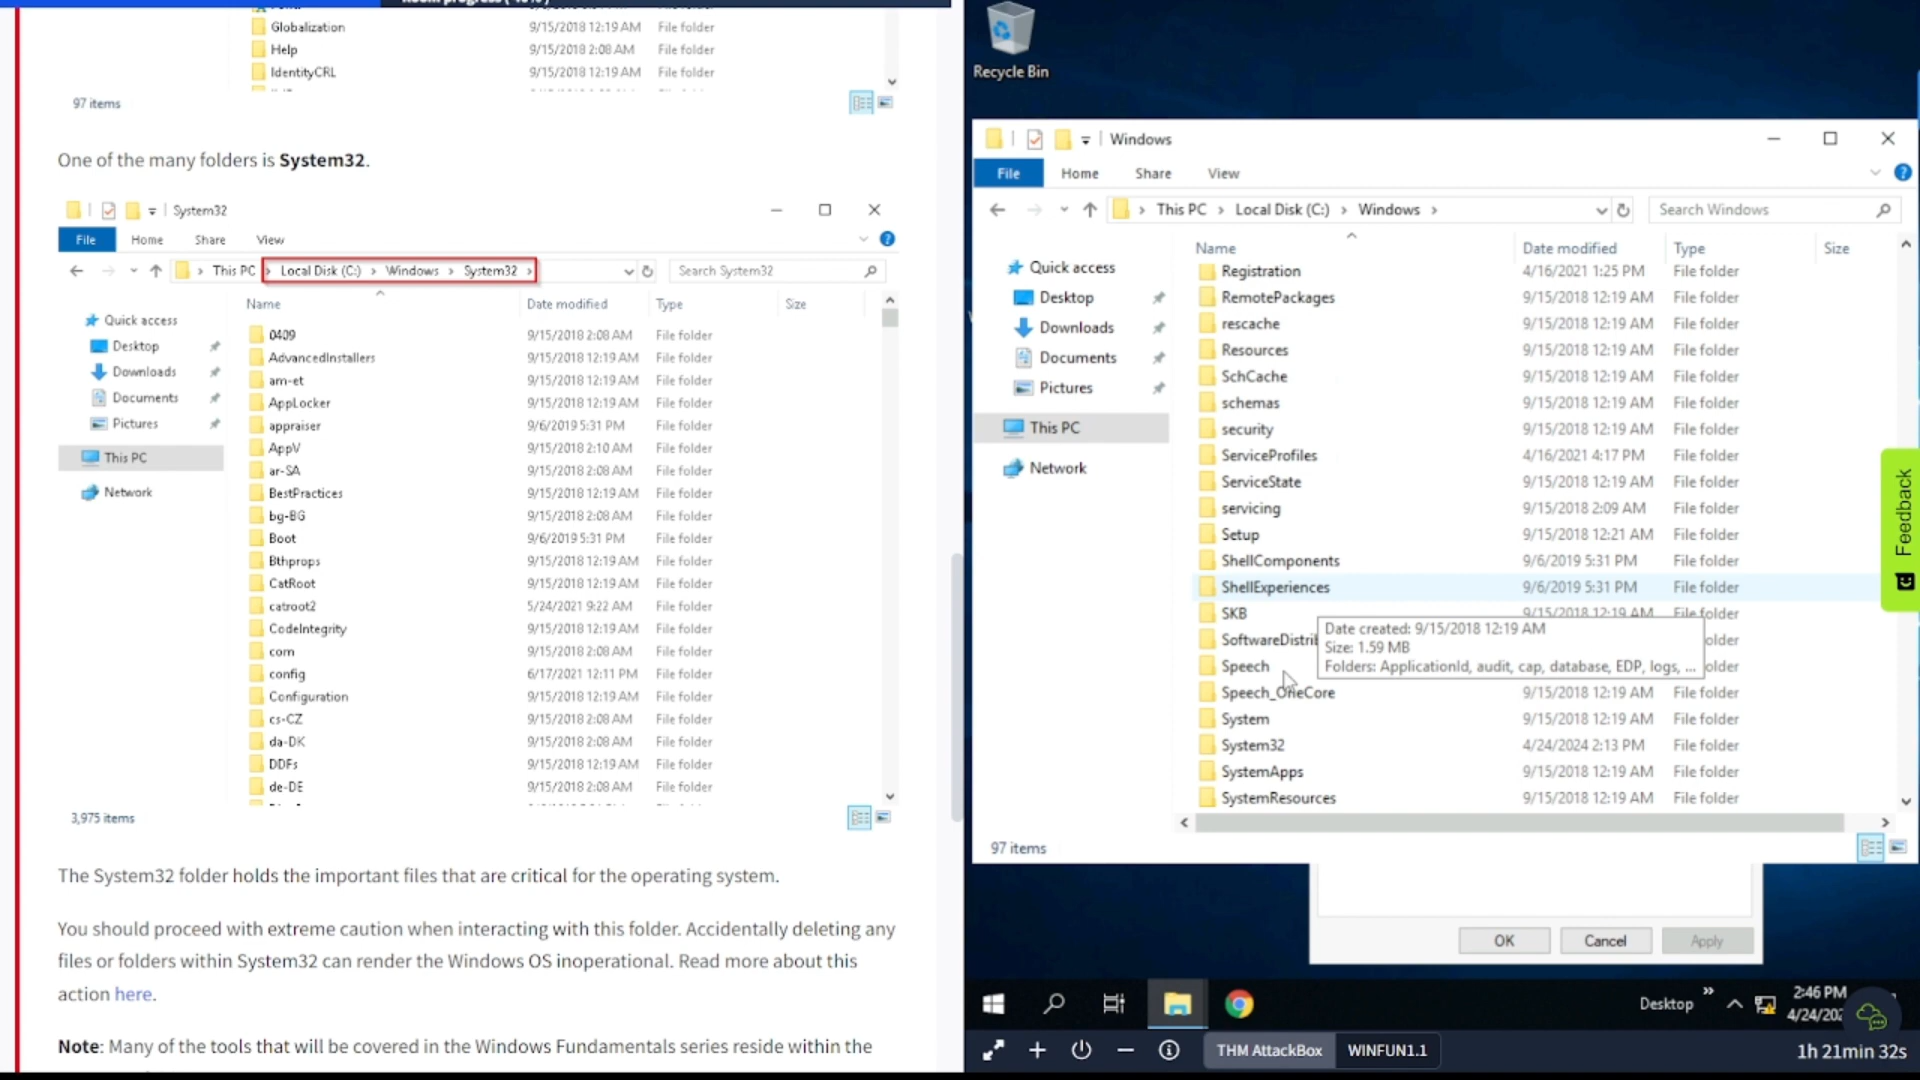 Globalization 9/15/2018 12:19 AM File folder
Help 9/15/2018 2:08 AM File folder
IdentityCRL 9/15/2018 12:19 AM File folder
97 items
One of the many folders is System32.
System32
File Home Share View
This PC Local Disk (C:) Windows System32 Search System32
Name Date modified Type Size
Quick access
Desktop
Downloads
Documents
Pictures
This PC
Network
0409 9/15/2018 2:08 AM File folder
AdvancedInstallers 9/15/2018 12:19 AM File folder
am-et 9/15/2018 12:19 AM File folder
AppLocker 9/15/2018 12:19 AM File folder
appraiser 9/6/2019 5:31 PM File folder
AppV 9/15/2018 2:10 AM File folder
ar-SA 9/15/2018 2:08 AM File folder
BestPractices 9/15/2018 12:19 AM File folder
bg-BG 9/15/2018 2:08 AM File folder
Boot 9/6/2019 5:31 PM File folder
Bthprops 9/15/2018 12:19 AM File folder
CatRoot 9/15/2018 12:19 AM File folder
catroot2 5/24/2021 9:22 AM File folder
CodeIntegrity 9/15/2018 12:19 AM File folder
com 9/15/2018 12:19 AM File folder
config 6/17/2021 12:11 PM File folder
Configuration 9/15/2018 12:19 AM File folder
cs-CZ 9/15/2018 2:08 AM File folder
da-DK 9/15/2018 2:08 AM File folder
DDFs 9/15/2018 12:19 AM File folder
de-DE 9/15/2018 2:08 AM File folder
3,975 items
The System32 folder holds the important files that are critical for the operating system.
You should proceed with extreme caution when interacting with this folder. Accidentally deleting any
files or folders within System32 can render the Windows OS inoperational. Read more about this
action here.
Note: Many of the tools that will be covered in the Windows Fundamentals series reside within the
Recycle Bin
Windows
File Home Share View
This PC Local Disk (C:) Windows Search Windows
Name Date modified Type Size
Quick access
Desktop
Downloads
Documents
Pictures
This PC
Network
Registration 4/16/2021 1:25 PM File folder
RemotePackages 9/15/2018 12:19 AM File folder
rescache 9/15/2018 12:19 AM File folder
Resources 9/15/2018 12:19 AM File folder
SchCache 9/15/2018 12:19 AM File folder
schemas 9/15/2018 12:19 AM File folder
security 9/15/2018 12:19 AM File folder
ServiceProfiles 4/16/2021 4:17 PM File folder
ServiceState 9/15/2018 12:19 AM File folder
servicing 9/15/2018 2:09 AM File folder
Setup 9/15/2018 12:21 AM File folder
ShellComponents 9/6/2019 5:31 PM File folder
ShellExperiences 9/6/2019 5:31 PM File folder
SKB 9/15/2018 12:19 AM File folder
SoftwareDistrib older
Speech older
Date created: 9/15/2018 12:19 AM
Size: 1.59 MB
Folders: ApplicationId, audit, cap, database, EDP, logs, ...
Speech_OneCore 9/15/2018 12:19 AM File folder
System 9/15/2018 12:19 AM File folder
System32 4/24/2024 2:13 PM File folder
SystemApps 9/15/2018 12:19 AM File folder
SystemResources 9/15/2018 12:19 AM File folder
97 items
OK Cancel Apply
Feedback
Desktop
2:46 PM
4/24/202
THM AttackBox WINFUN1.1
1h 21min 32s